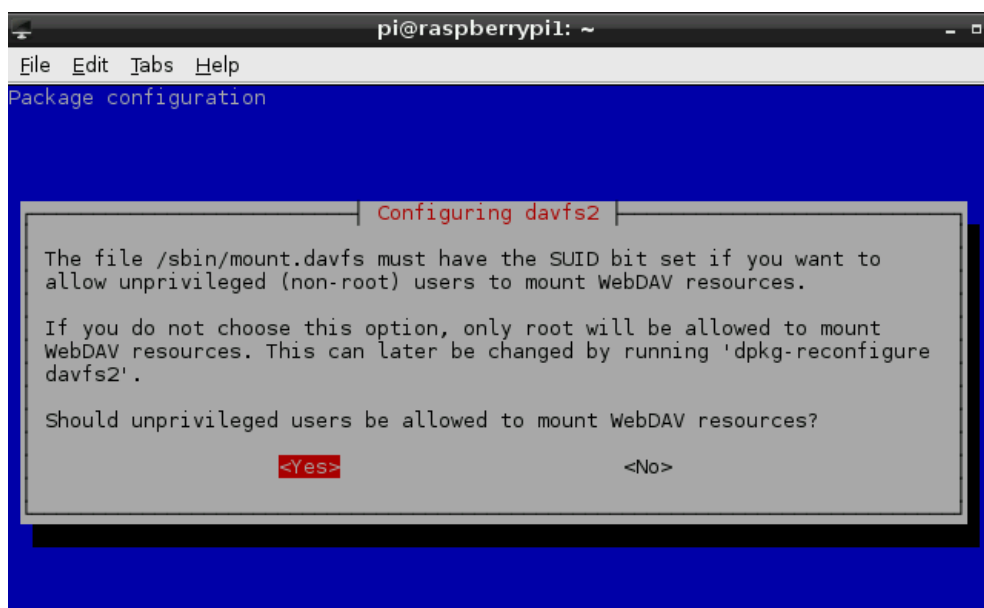 pi@raspberrypi1: ~
File Edit Tabs Help
Package configuration
Configuring davfs2
The file /sbin/mount.davfs must have the SUID bit set if you want to
allow unprivileged (non-root) users to mount WebDAV resources.
If you do not choose this option, only root will be allowed to mount
WebDAV resources. This can later be changed by running 'dpkg-reconfigure
davfs2'.
Should unprivileged users be allowed to mount WebDAV resources?
<Yes> <No>